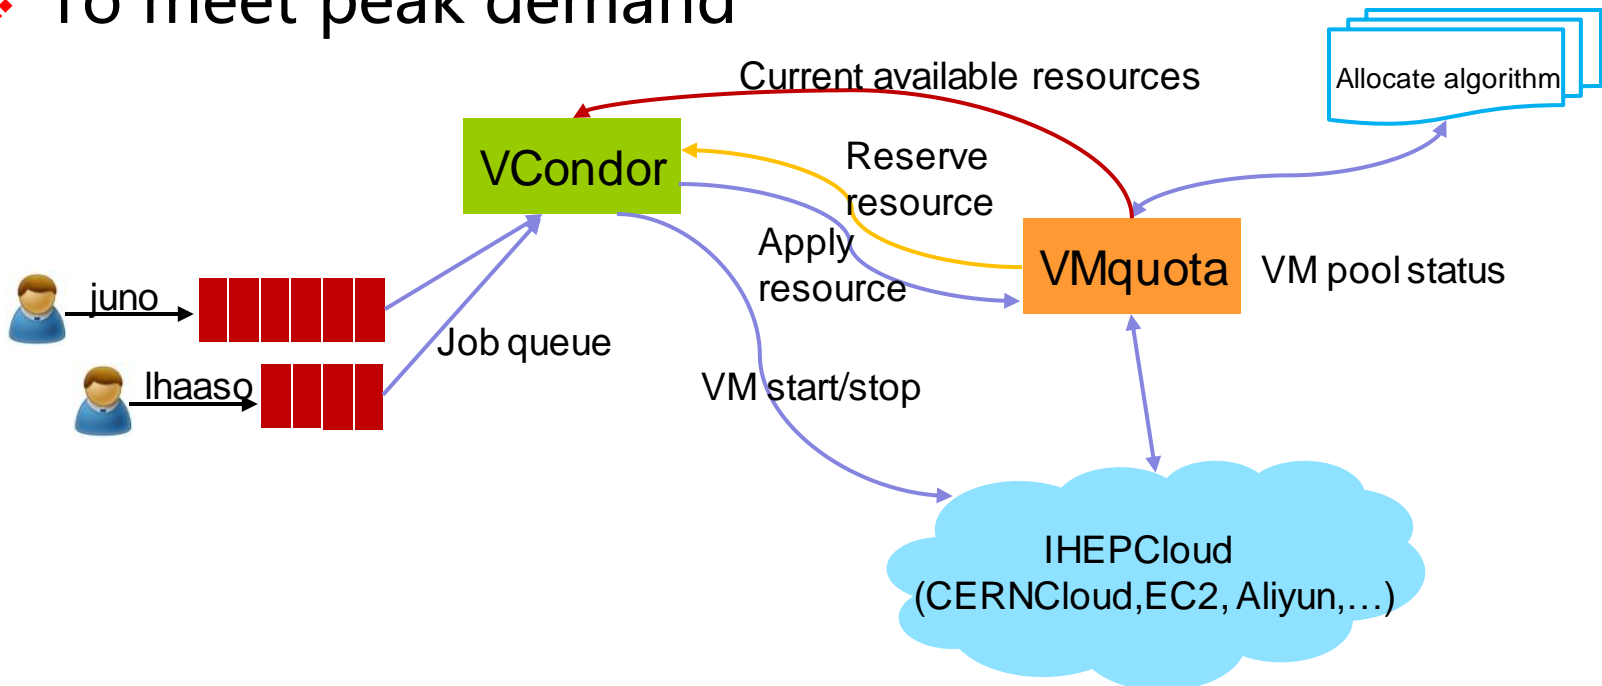 To meet peak demand
Current available resources
Allocate algorithm
VCondor
Reserve
resource
Apply
resource
VMquota
VM pool status
juno
Job queue
lhaaso
VM start/stop
IHEPCloud
(CERNCloud,EC2, Aliyun,…)